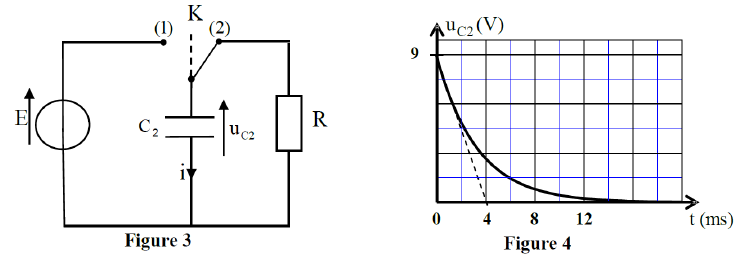 K
(1) (2)
E
C2
uC2
R
i
Figure 3
uC2(V)
9
0 4 8 12 t (ms)
Figure 4